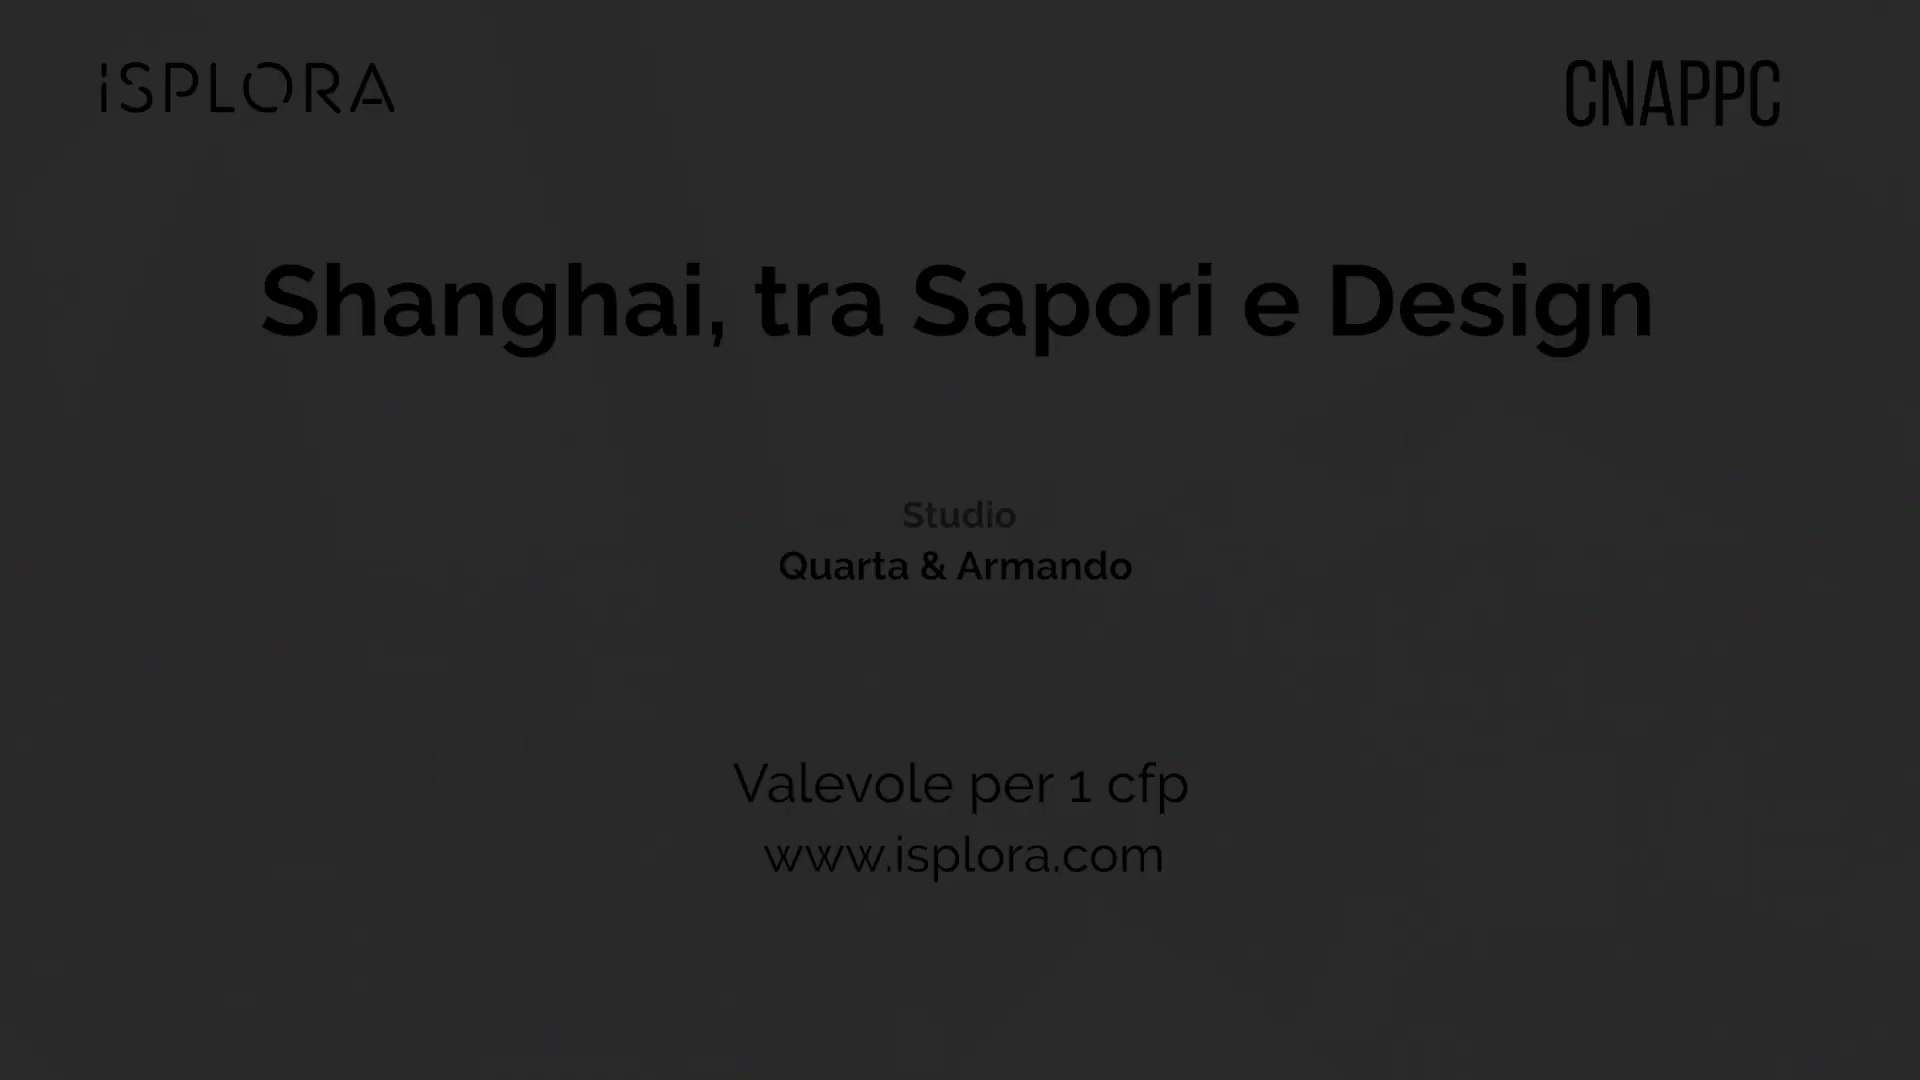 iSPLORA
CNAPPC
Shanghai, tra Sapori e Design
Studio
Quarta & Armando
Valevole per 1 cfp
www.isplora.com